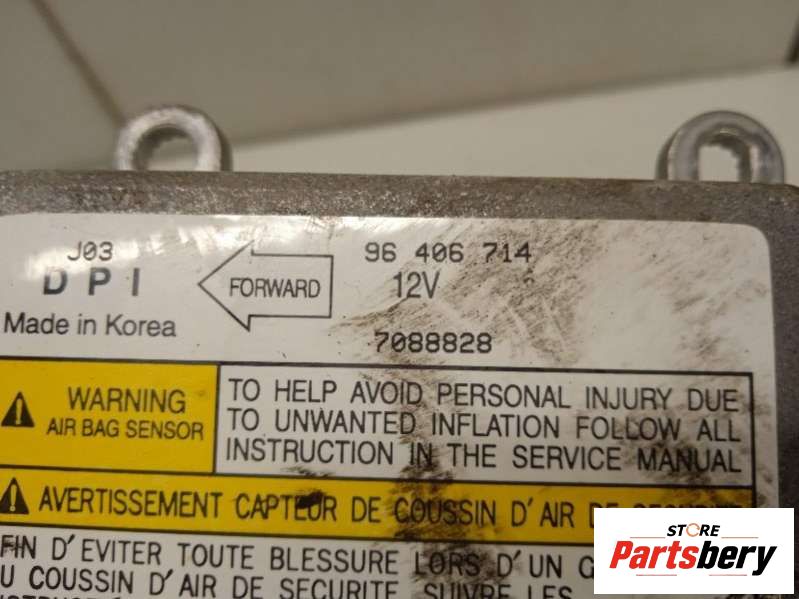 J03 96 406 714
DPI FORWARD 12V
Made in Korea 7088828
WARNING
AIR BAG SENSOR
TO HELP AVOID PERSONAL INJURY DUE
TO UNWANTED INFLATION FOLLOW ALL
INSTRUCTION IN THE SERVICE MANUAL
AVERTISSEMENT CAPTEUR DE COUSSIN D'AIR DE
FIN D'EVITER TOUTE BLESSURE LORS D'UN
U COUSSIN D'AIR DE SECURITE, SUIVRE LES
STORE
Partsbery